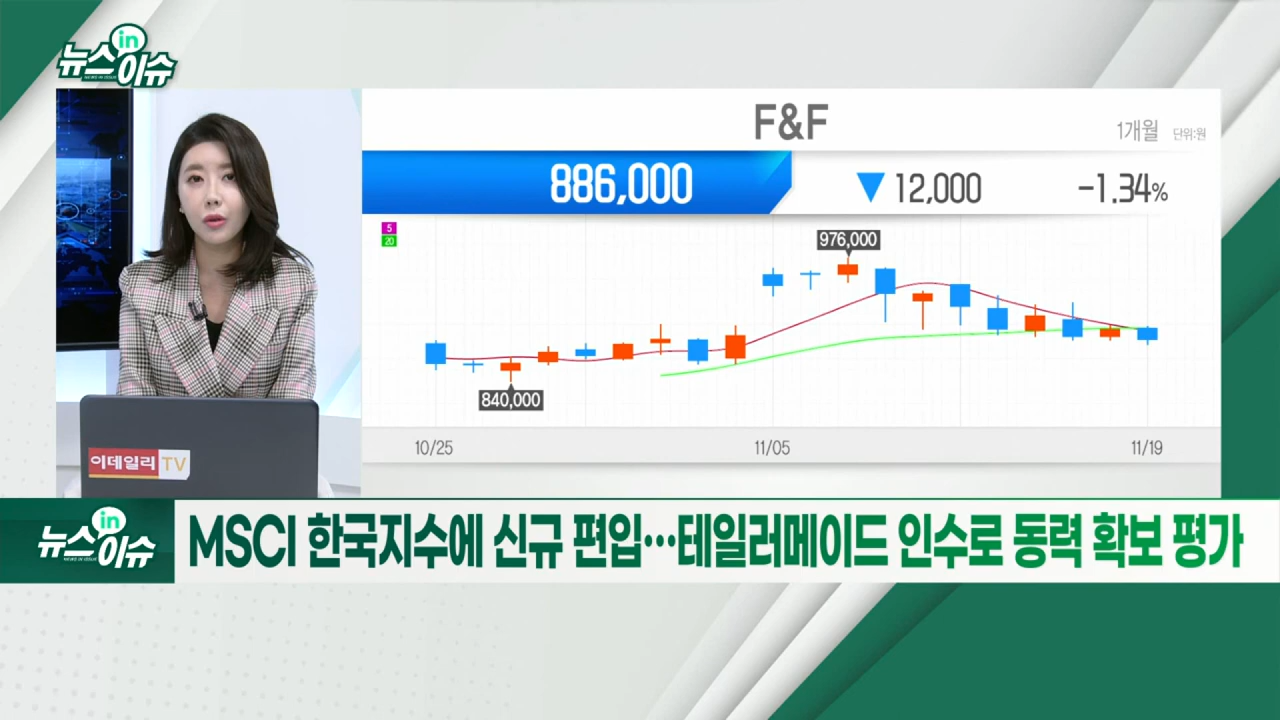 뉴스in이슈
F&F
1개월 단위:원
886,000 ▼12,000 -1.34%
5
20
976,000
840,000
10/25 11/05 11/19
이데일리TV
뉴스in이슈
MSCI 한국지수에 신규 편입…테일러메이드 인수로 동력 확보 평가